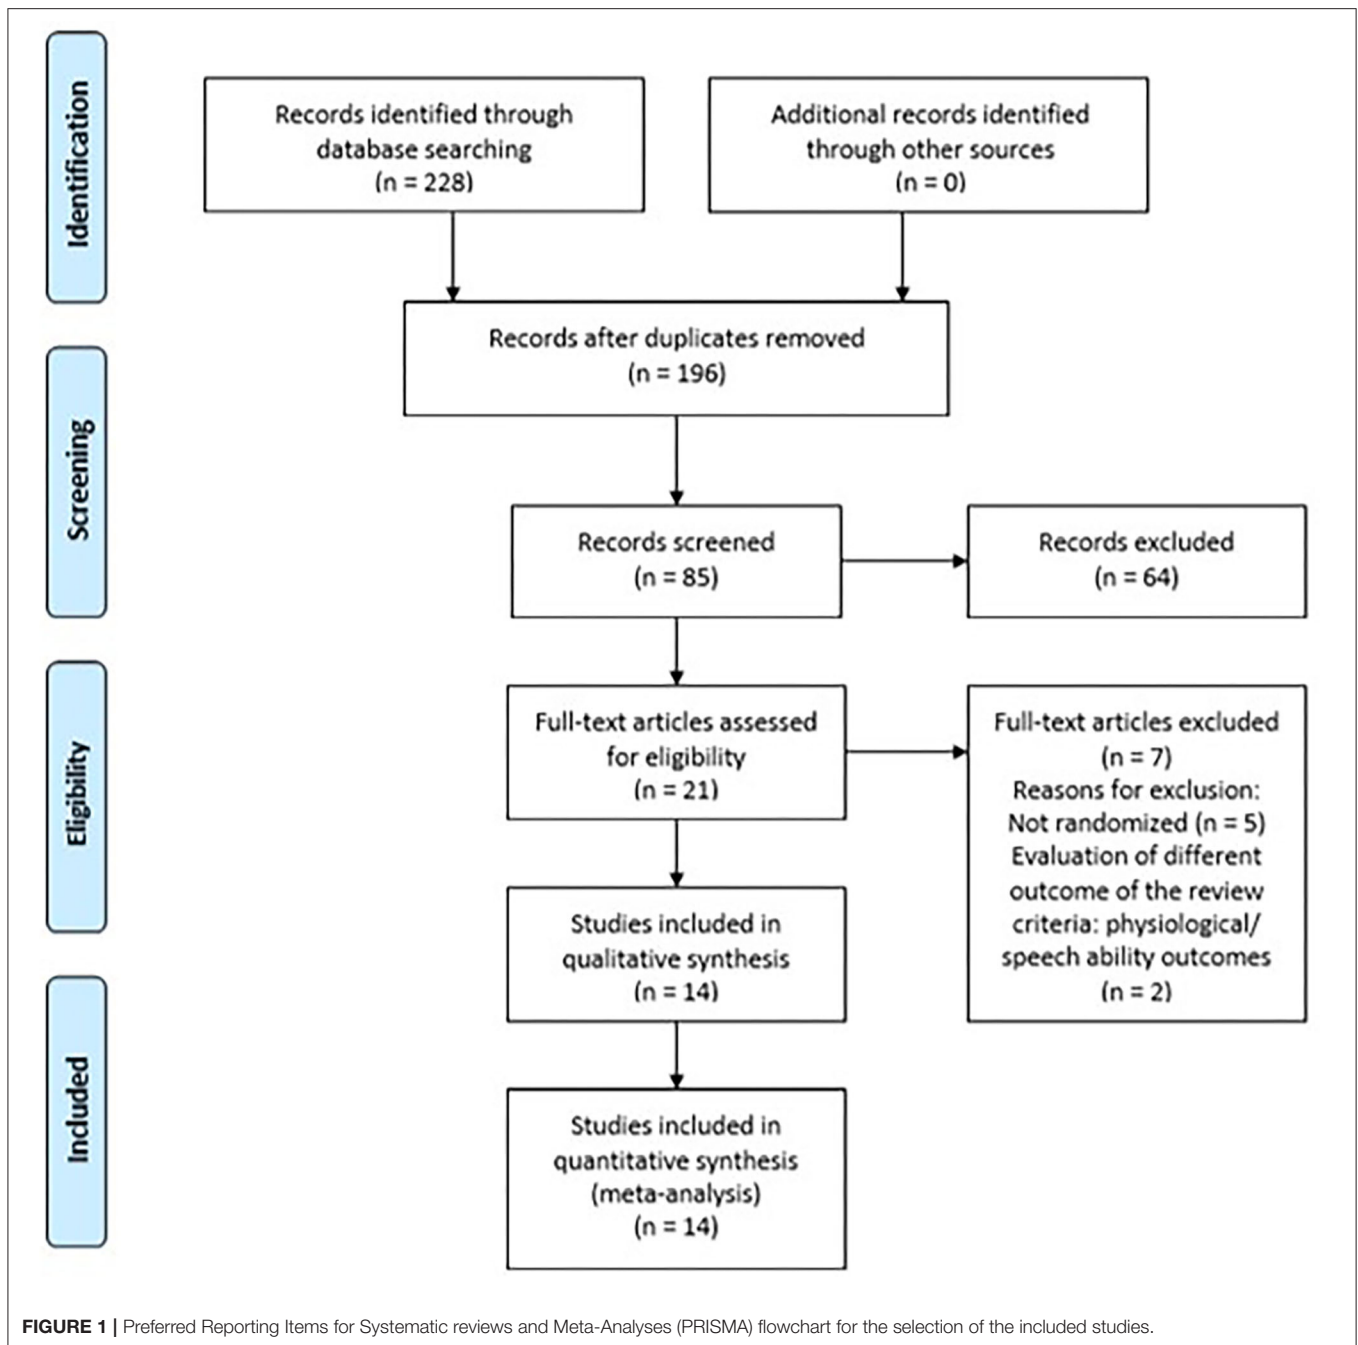 Identification
Records identified through
database searching
(n = 228)
Additional records identified
through other sources
(n = 0)
Records after duplicates removed
(n = 196)
Screening
Records screened
(n = 85)
Records excluded
(n = 64)
Eligibility
Full-text articles assessed
for eligibility
(n = 21)
Full-text articles excluded
(n = 7)
Reasons for exclusion:
Not randomized (n = 5)
Evaluation of different
outcome of the review
criteria: physiological/
speech ability outcomes
(n = 2)
Studies included in
qualitative synthesis
(n = 14)
Included
Studies included in
quantitative synthesis
(meta-analysis)
(n = 14)
FIGURE 1 | Preferred Reporting Items for Systematic reviews and Meta-Analyses (PRISMA) flowchart for the selection of the included studies.